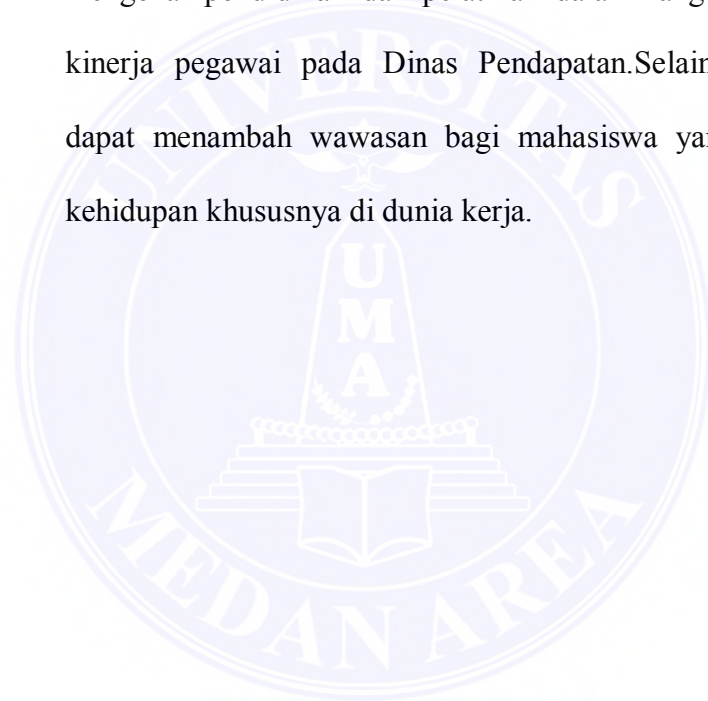 kinerja pegawai pada Dinas Pendapatan.Selain
dapat menambah wawasan bagi mahasiswa
kehidupan khususnya di dunia kerja.
UNIVERSITAS
UMA
MEDAN AREA